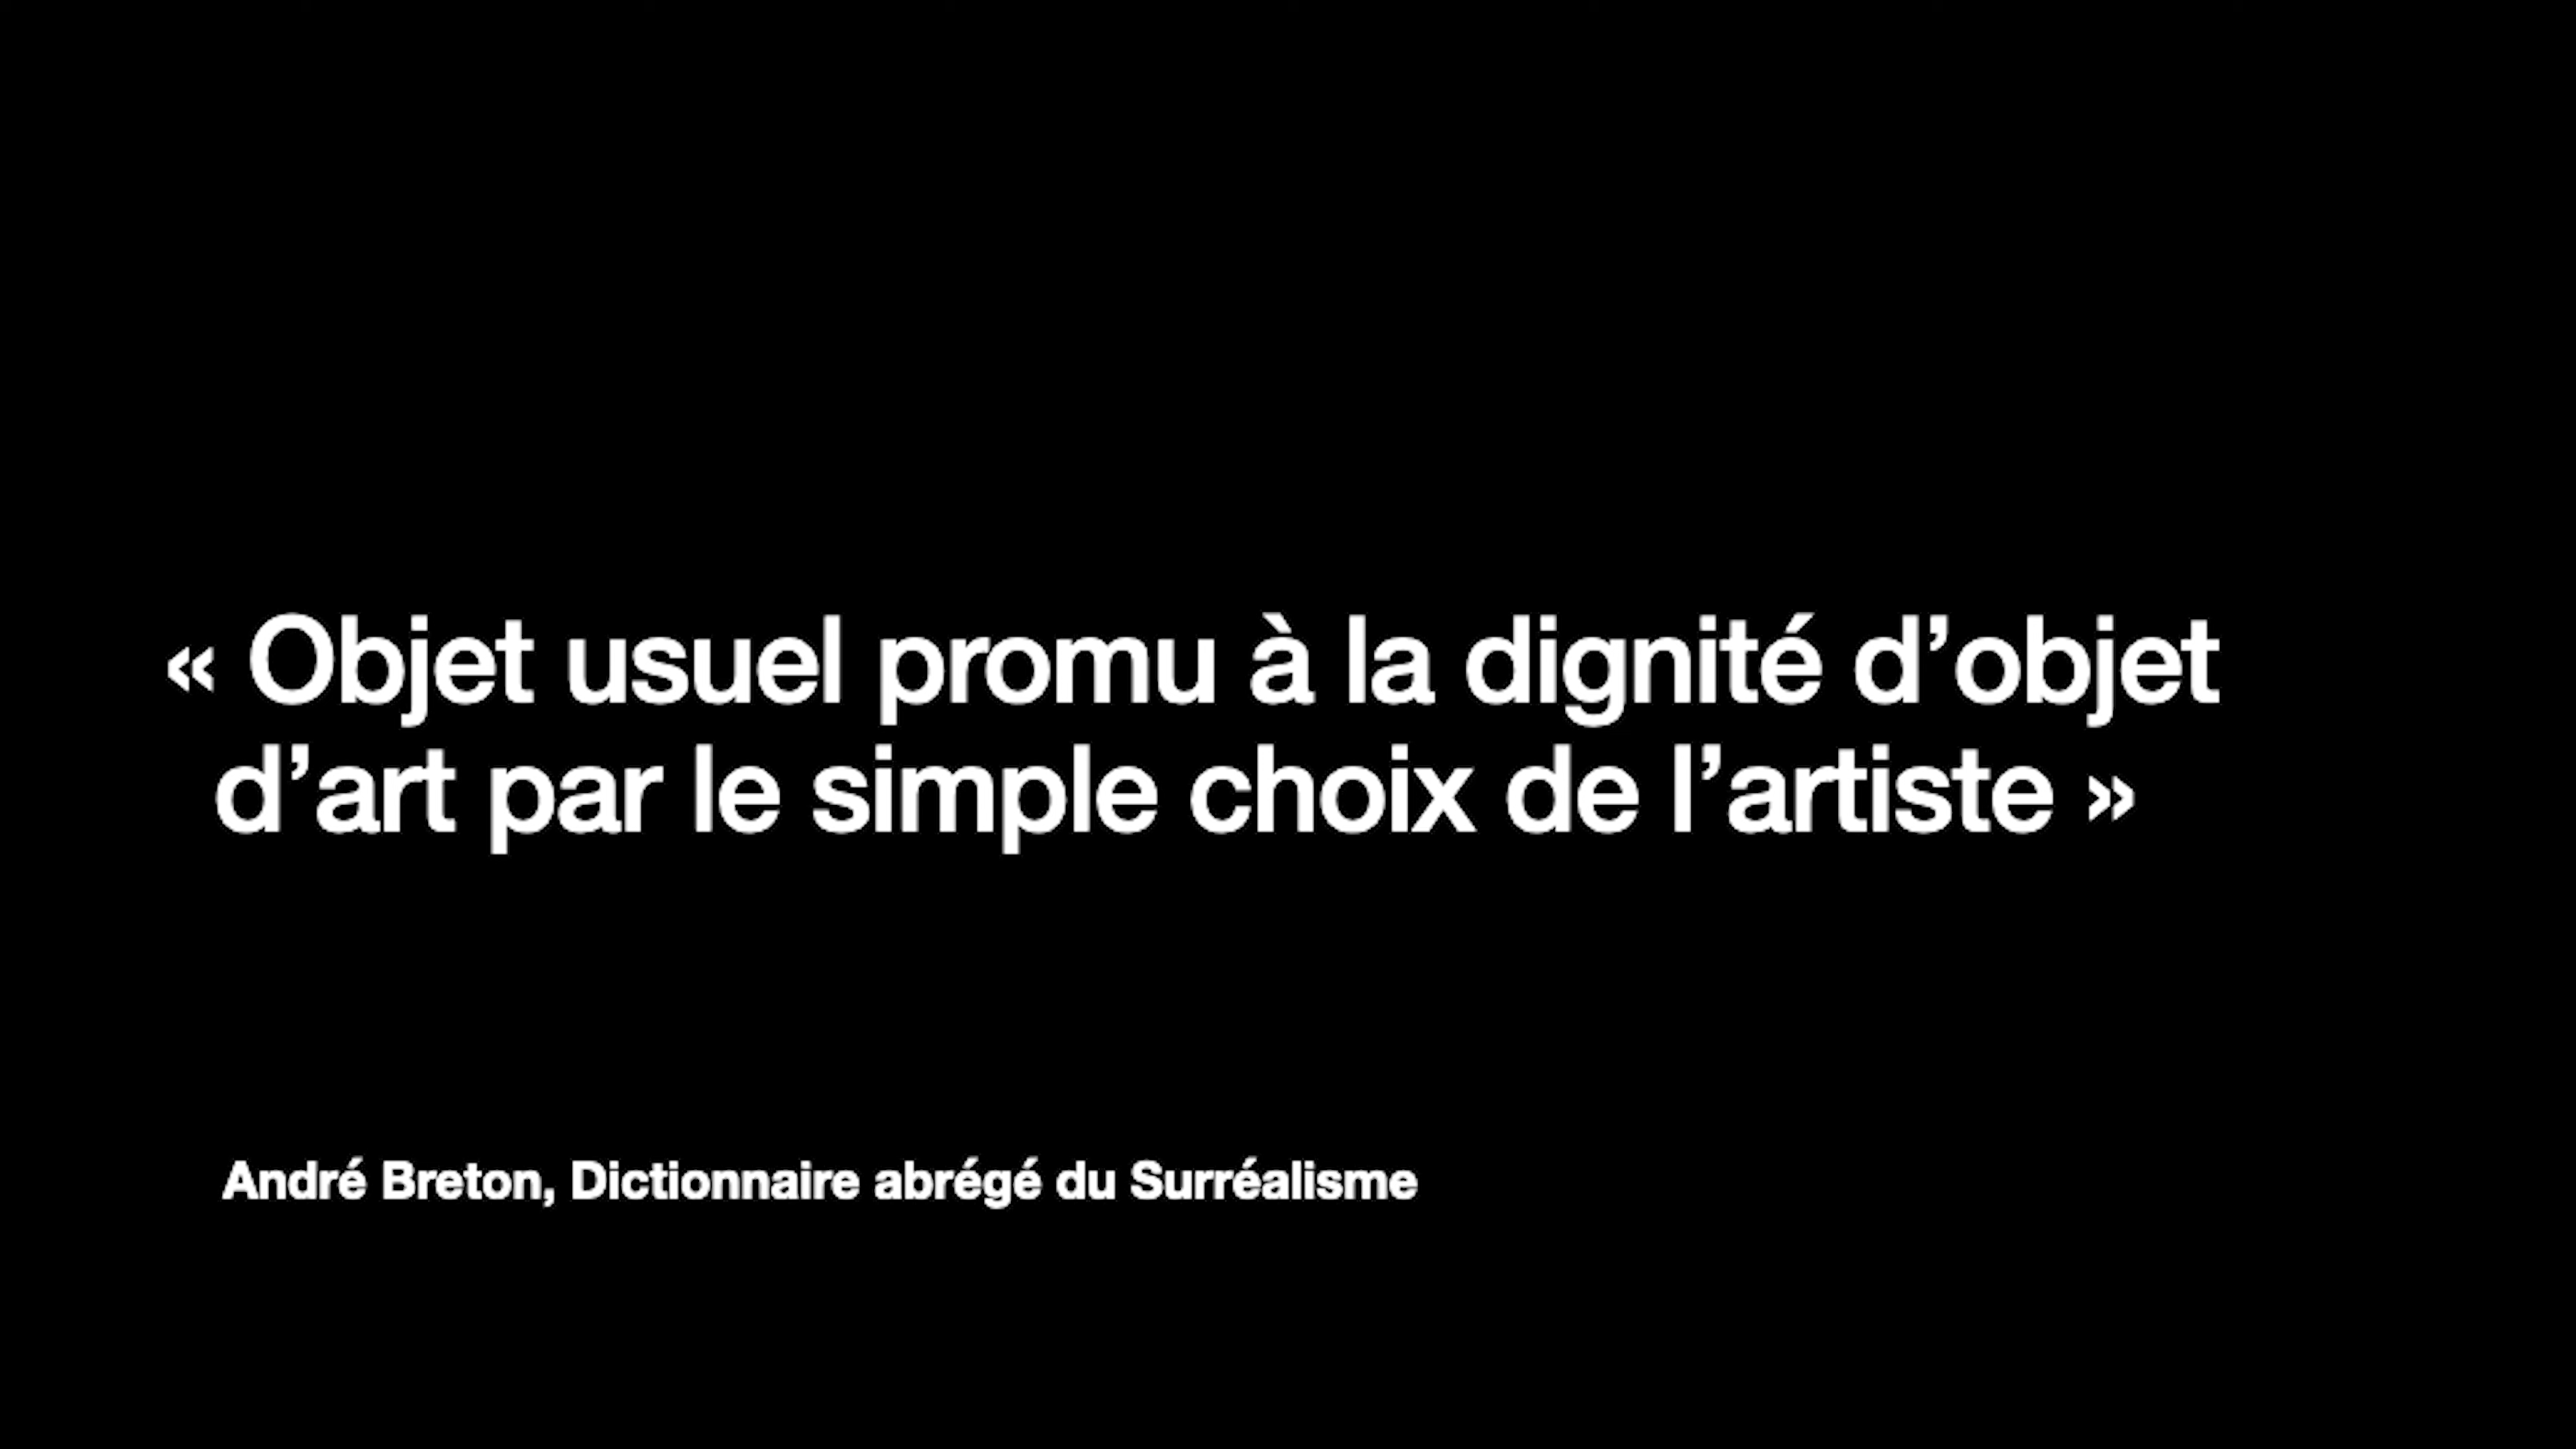 « Objet usuel promu à la dignité d’objet
d’art par le simple choix de l’artiste »
André Breton, Dictionnaire abrégé du Surréalisme